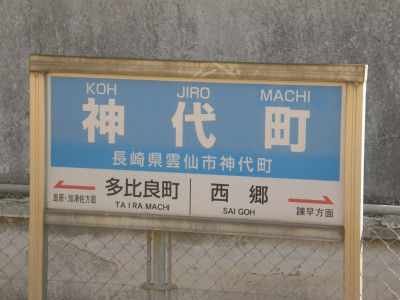 KOH JIRO MACHI
神代町
長崎県雲仙市神代町
多比良町 西郷
TAIRA MACHI SAI GOH
島原・加津佐方面 諫早方面